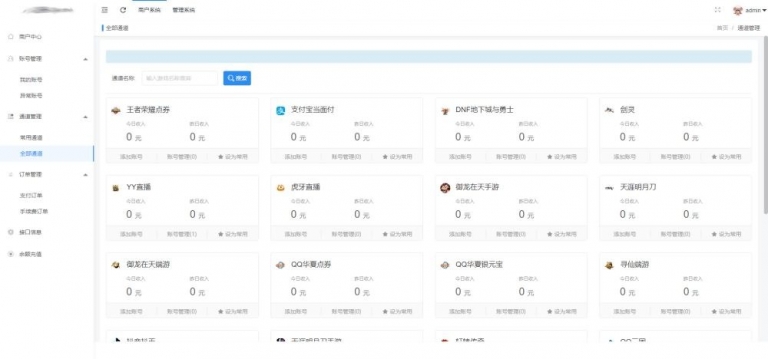 商户系统 管理系统 admin
全部通道 首页 / 通道管理
商户中心
账号管理
我的账号
异常账号
通道管理
常用通道
全部通道
订单管理
支付订单
手续费订单
接口信息
余额充值
通道名称 搜索
王者荣耀点券 支付宝当面付 DNF地下城与勇士 剑灵
今日收入 昨日收入 今日收入 昨日收入 今日收入 昨日收入 今日收入 昨日收入
0 元 0 元 0 元 0 元 0 元 0 元 0 元 0 元
添加账号 账号管理(0) 设为常用 添加账号 账号管理(0) 设为常用 添加账号 账号管理(0) 设为常用 添加账号 账号管理(0) 设为常用
YY直播 虎牙直播 御龙在天手游 天涯明月刀
今日收入 昨日收入 今日收入 昨日收入 今日收入 昨日收入 今日收入 昨日收入
0 元 0 元 0 元 0 元 0 元 0 元 0 元 0 元
添加账号 账号管理(1) 设为常用 添加账号 账号管理(0) 设为常用 添加账号 账号管理(0) 设为常用 添加账号 账号管理(0) 设为常用
御龙在天端游 QQ华夏点券 QQ华夏银元宝 寻仙端游
今日收入 昨日收入 今日收入 昨日收入 今日收入 昨日收入 今日收入 昨日收入
0 元 0 元 0 元 0 元 0 元 0 元 0 元 0 元
添加账号 账号管理(0) 设为常用 添加账号 账号管理(0) 设为常用 添加账号 账号管理(0) 设为常用 添加账号 账号管理(0) 设为常用